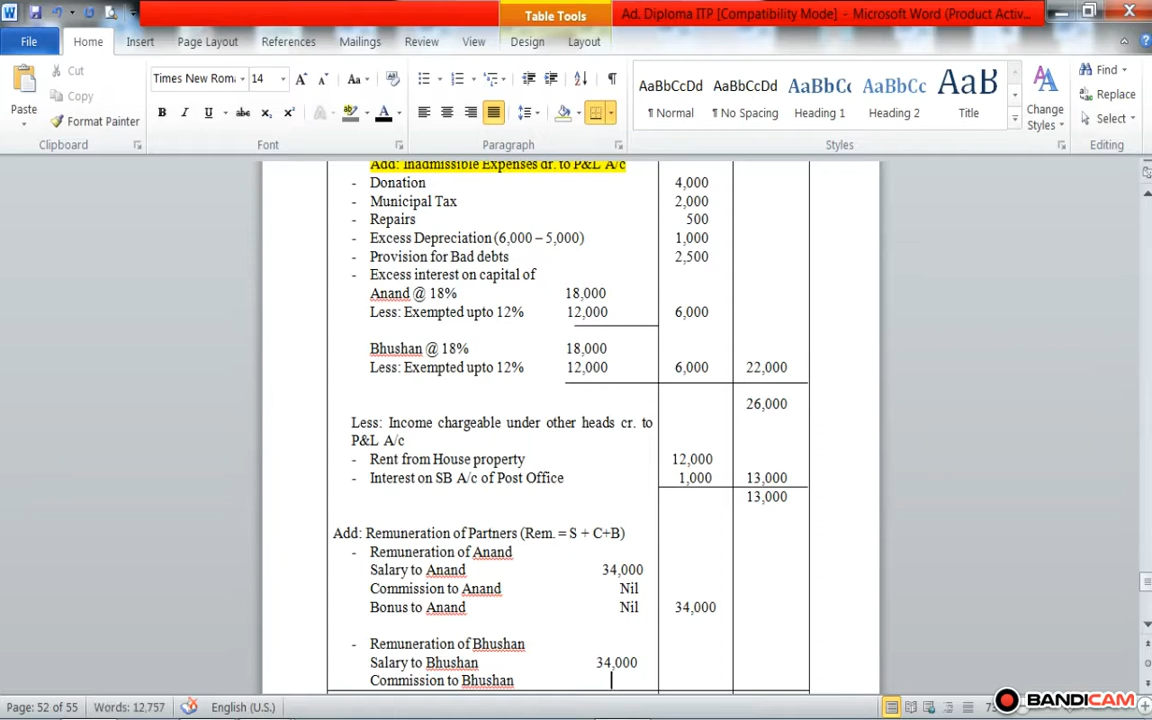 Table Tools
Ad. Diploma ITP [Compatibility Mode] – Microsoft Word (Product Activ...
File Home Insert Page Layout References Mailings Review View Design Layout
Paste
Cut
Copy
Format Painter
Clipboard
Times New Rom 14
Font
Paragraph
AaBbCcDd AaBbCcDd AaBbCc AaBbCcDd AaB
¶ Normal ¶ No Spacing Heading 1 Heading 2 Title
Change Styles
Styles
Find
Replace
Select
Editing
Add: Inadmissible Expenses dr. to P&L A/c
- Donation 4,000
- Municipal Tax 2,000
- Repairs 500
- Excess Depreciation (6,000 – 5,000) 1,000
- Provision for Bad debts 2,500
- Excess interest on capital of
Anand @ 18% 18,000
Less: Exempted upto 12% 12,000 6,000
Bhushan @ 18% 18,000
Less: Exempted upto 12% 12,000 6,000 22,000
26,000
Less: Income chargeable under other heads cr. to
P&L A/c
- Rent from House property 12,000
- Interest on SB A/c of Post Office 1,000 13,000
13,000
Add: Remuneration of Partners (Rem. = S + C+B)
- Remuneration of Anand
Salary to Anand 34,000
Commission to Anand Nil
Bonus to Anand Nil 34,000
- Remuneration of Bhushan
Salary to Bhushan 34,000
Commission to Bhushan
Page: 52 of 55 Words: 12,757 English (U.S.)
BANDICAM